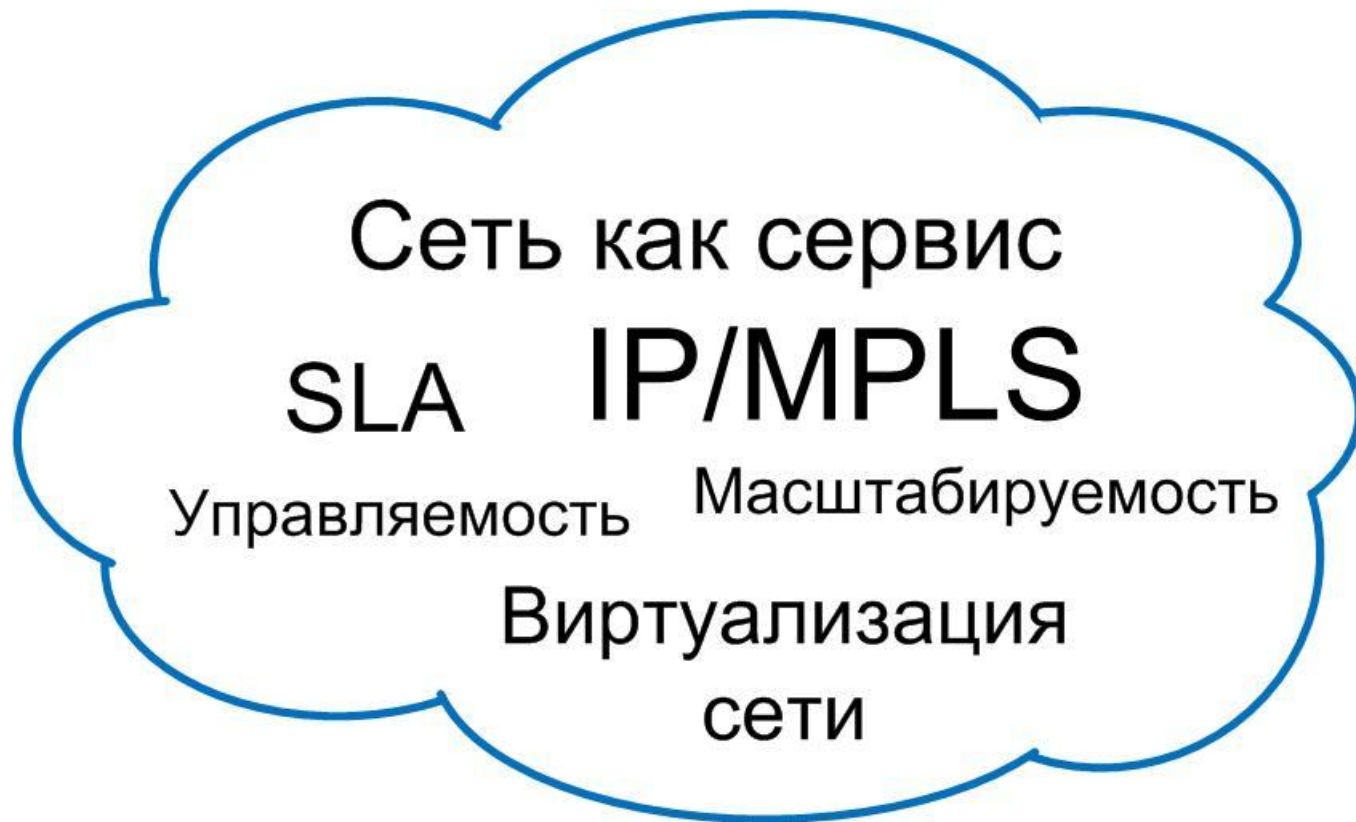 Сеть как сервис
SLA IP/MPLS
Управляемость Масштабируемость
Виртуализация
сети